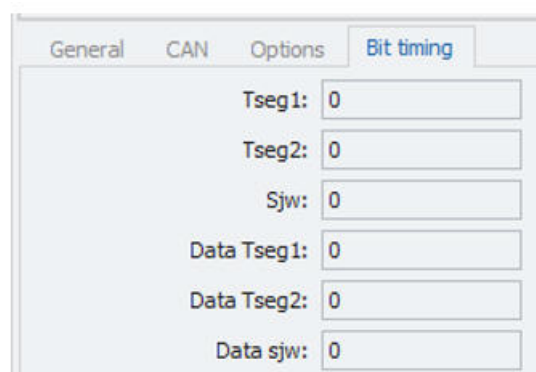 General CAN Options Bit timing
Tseg1: 0
Tseg2: 0
Sjw: 0
Data Tseg1: 0
Data Tseg2: 0
Data sjw: 0